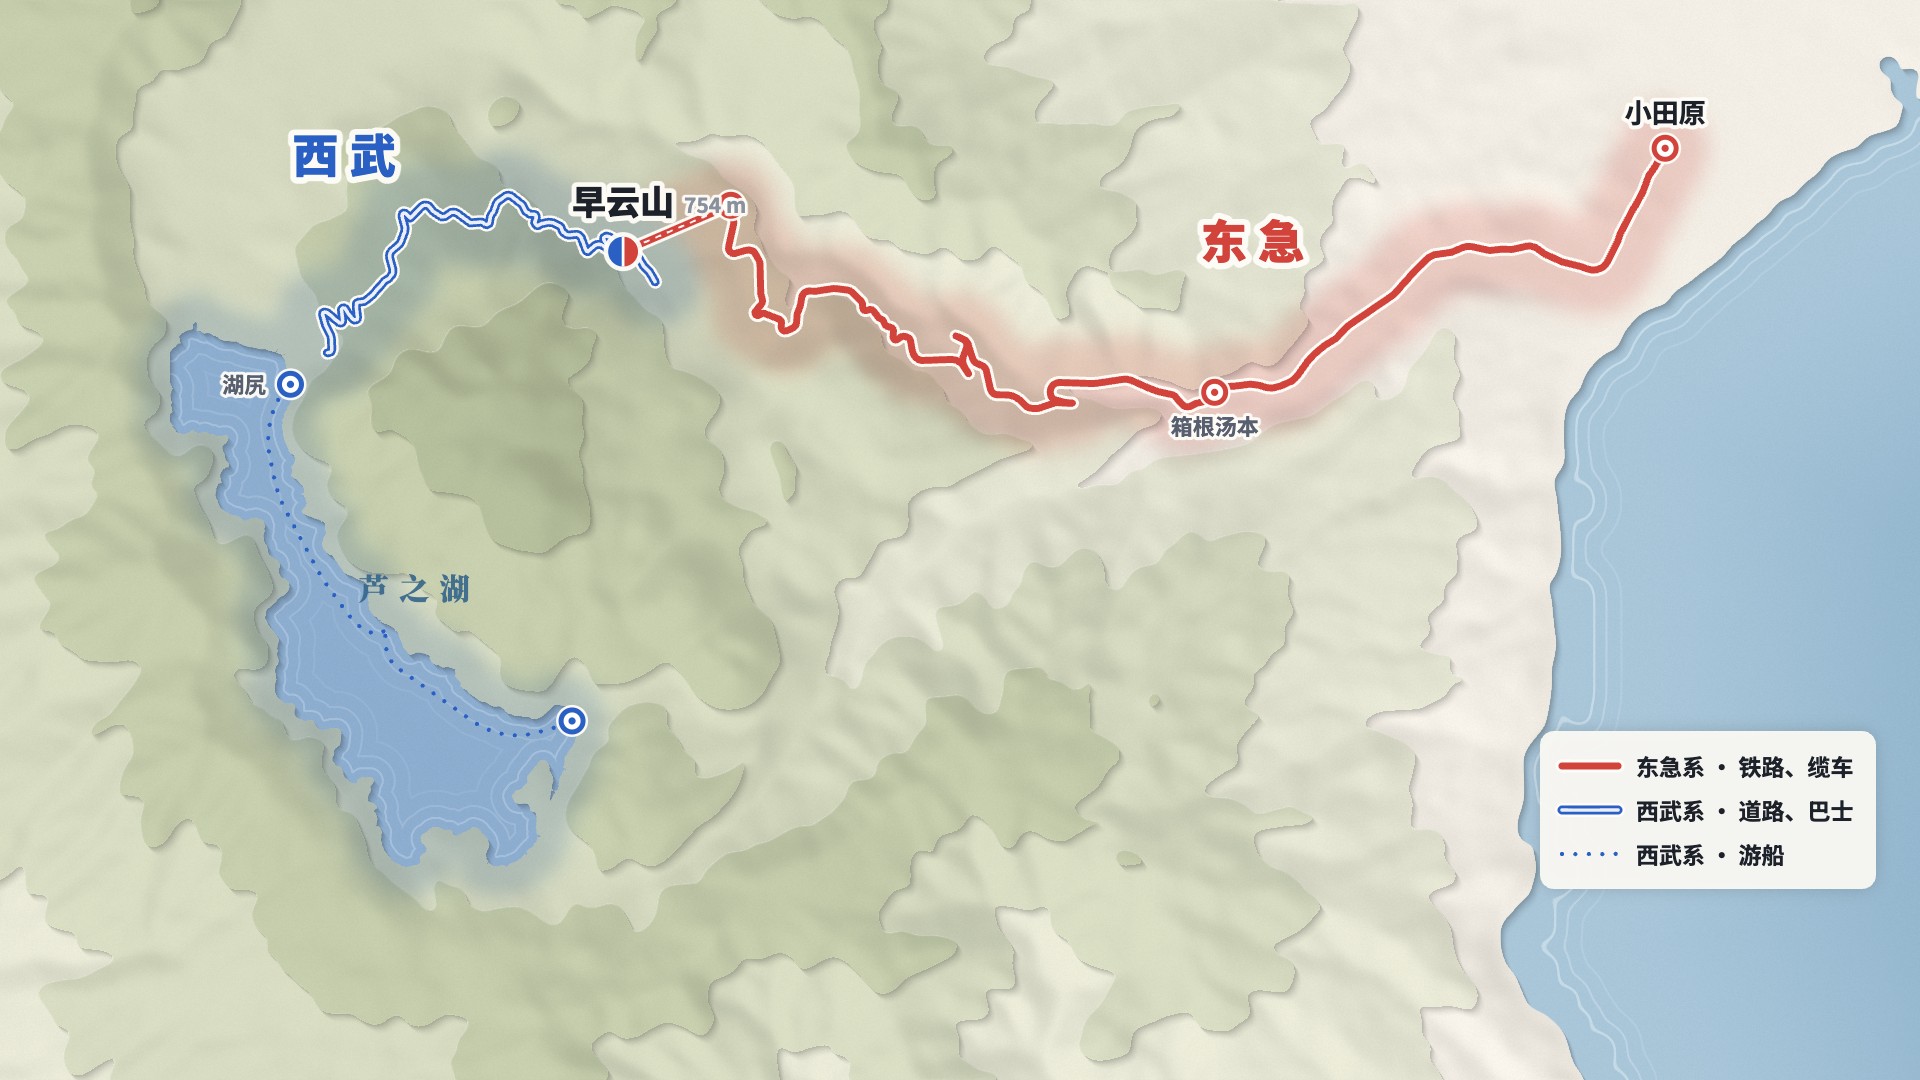 小田原
西武
早云山
754 m
东急
湖尻
箱根汤本
芦之湖
东急系 · 铁路、缆车
西武系 · 道路、巴士
西武系 · 游船